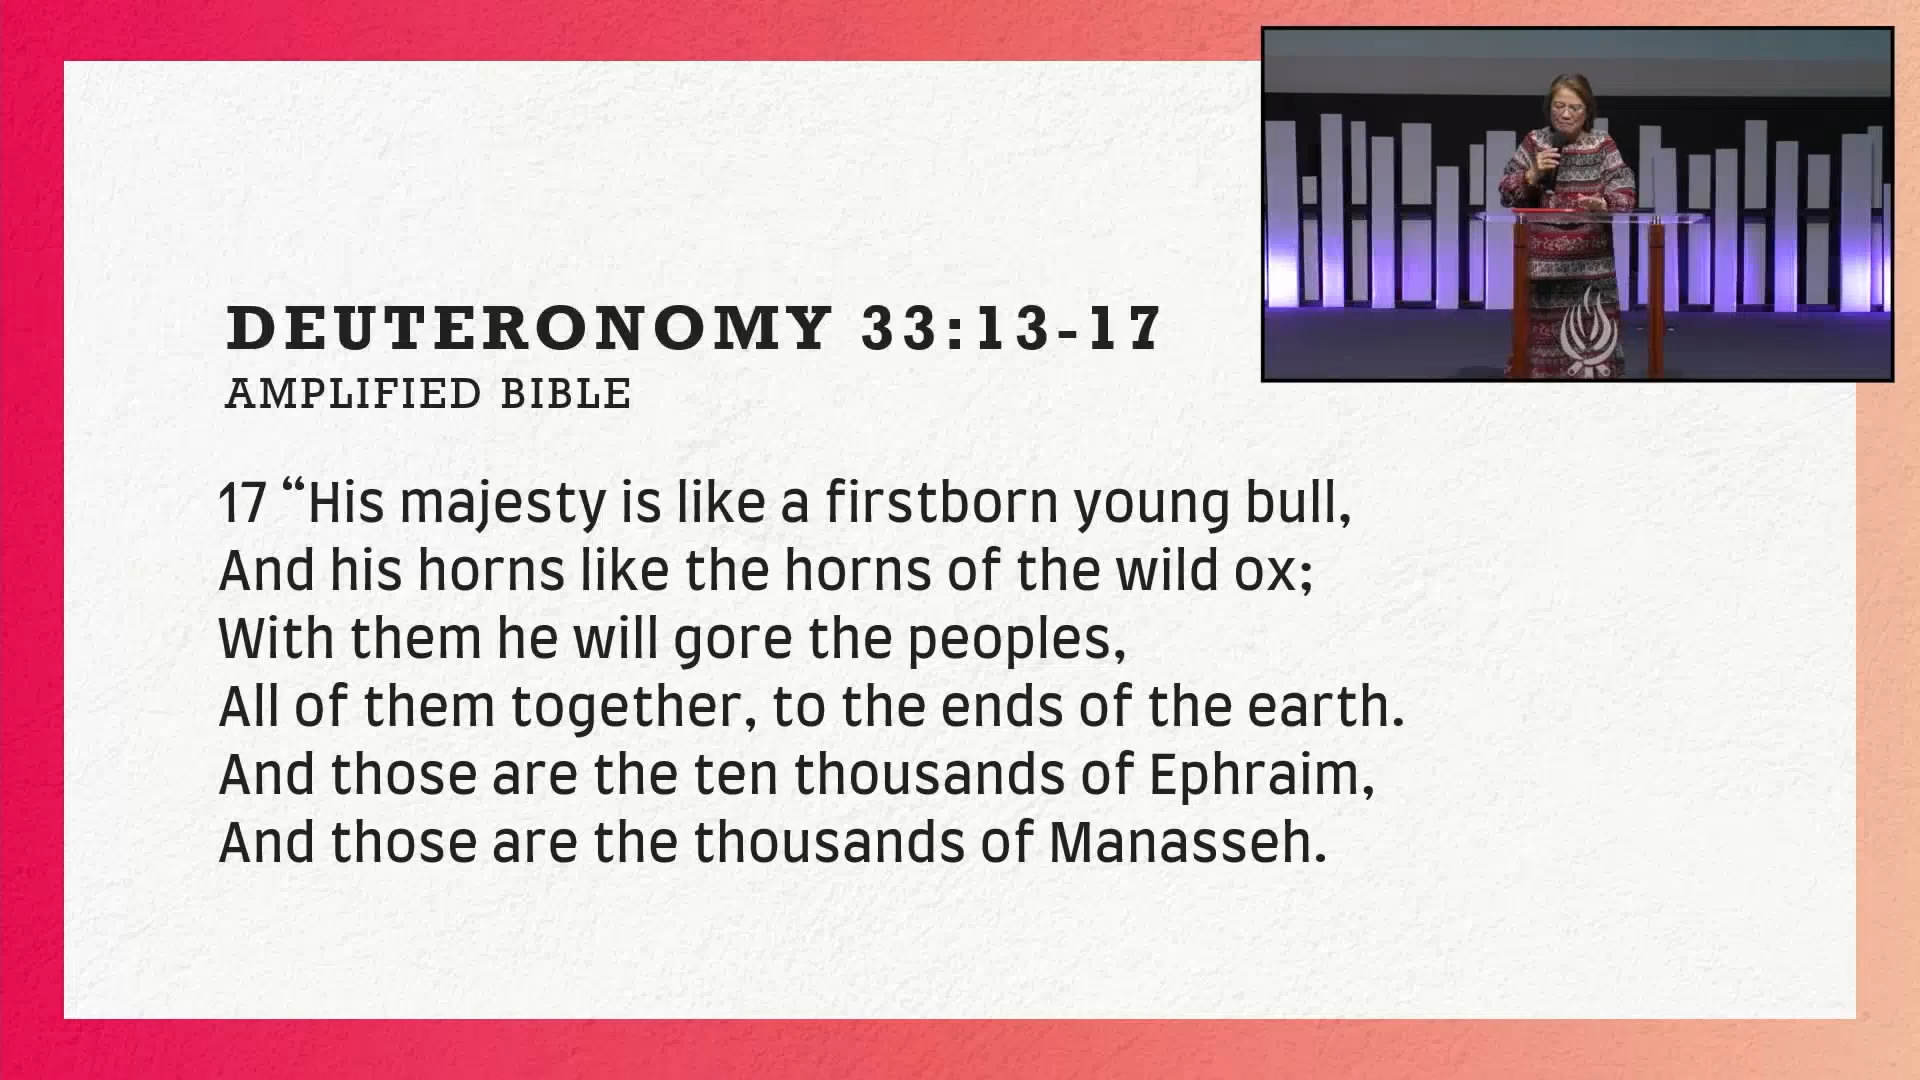 DEUTERONOMY 33:13-17
AMPLIFIED BIBLE
17 “His majesty is like a firstborn young bull,
And his horns like the horns of the wild ox;
With them he will gore the peoples,
All of them together, to the ends of the earth.
And those are the ten thousands of Ephraim,
And those are the thousands of Manasseh.